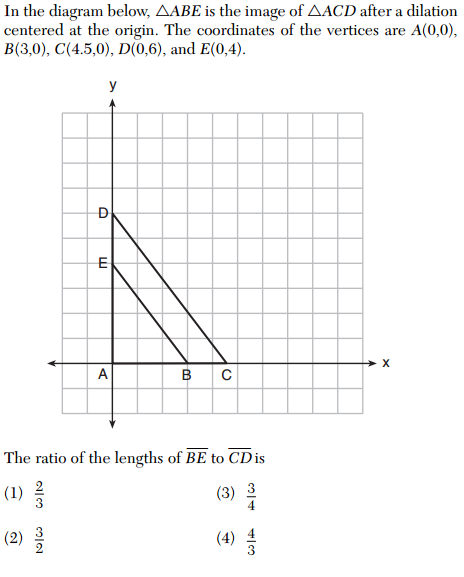 In the diagram below, △ABE is the image of △ACD after a dilation
centered at the origin. The coordinates of the vertices are A(0,0),
B(3,0), C(4.5,0), D(0,6), and E(0,4).
y
D
E
x
A B C
The ratio of the lengths of B̅E̅ to C̅D̅ is
(1) 2/3 (3) 3/4
(2) 3/2 (4) 4/3